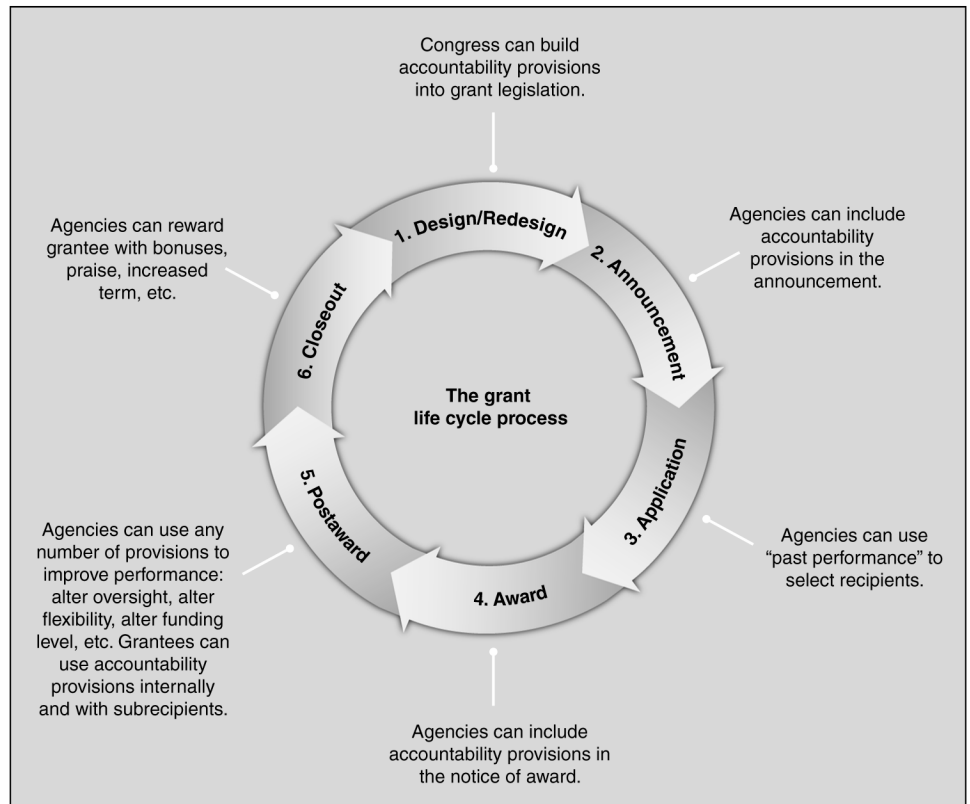 Congress can build
accountability provisions
into grant legislation.
1. Design/Redesign
2. Announcement
Agencies can include
accountability
provisions in the
announcement.
3. Application
Agencies can use
“past performance” to
select recipients.
4. Award
Agencies can include
accountability provisions in
the notice of award.
5. Postaward
Agencies can use any
number of provisions to
improve performance:
alter oversight, alter
flexibility, alter funding
level, etc. Grantees can
use accountability
provisions internally
and with subrecipients.
6. Closeout
Agencies can reward
grantee with bonuses,
praise, increased
term, etc.
The grant
life cycle process